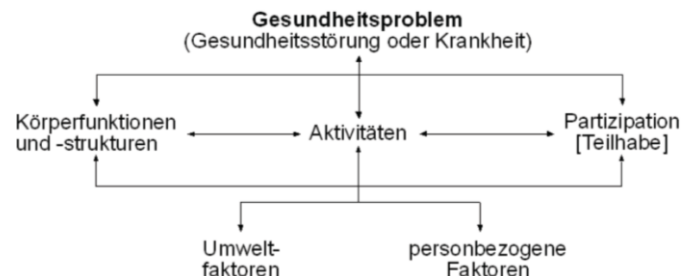 Gesundheitsproblem
(Gesundheitsstörung oder Krankheit)
Körperfunktionen
und -strukturen
Aktivitäten
Partizipation
[Teilhabe]
Umwelt-
faktoren
personbezogene
Faktoren